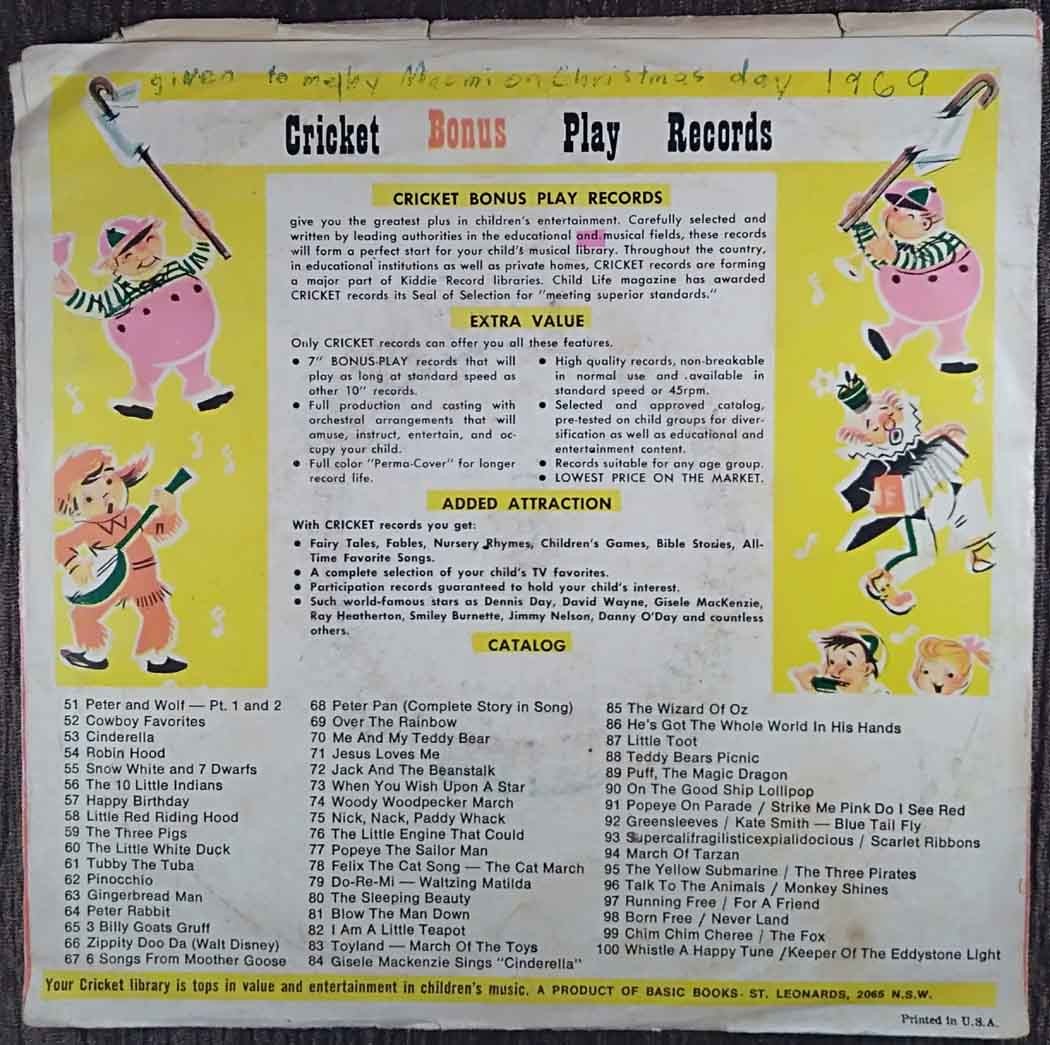 given to me by on Christmas day 1969
Cricket Bonus Play Records
CRICKET BONUS PLAY RECORDS
give you the greatest plus in children's entertainment. Carefully selected and
written by leading authorities in the educational and musical fields, these records
will form a perfect start for your child's musical library. Throughout the country,
in educational institutions as well as private homes, CRICKET records are forming
a major part of Kiddie Record libraries. Child Life magazine has awarded
CRICKET records its Seal of Selection for "meeting superior standards."
EXTRA VALUE
Only CRICKET records can offer you all these features.
• 7" BONUS-PLAY records that will
play as long at standard speed as
other 10" records.
• Full production and casting with
orchestral arrangements that will
amuse, instruct, entertain, and oc-
cupy your child.
• Full color "Perma-Cover" for longer
record life.
• High quality records, non-breakable
in normal use and available in
standard speed or 45rpm.
• Selected and approved catalog,
pre-tested on child groups for diver-
sification as well as educational and
entertainment content.
• Records suitable for any age group.
• LOWEST PRICE ON THE MARKET.
ADDED ATTRACTION
With CRICKET records you get:
• Fairy Tales, Fables, Nursery Rhymes, Children's Games, Bible Stories, All-
Time Favorite Songs.
• A complete selection of your child's TV favorites.
• Participation records guaranteed to hold your child's interest.
• Such world-famous stars as Dennis Day, David Wayne, Gisele MacKenzie,
Ray Heatherton, Smiley Burnette, Jimmy Nelson, Danny O'Day and countless
others.
CATALOG
51 Peter and Wolf — Pt. 1 and 2
52 Cowboy Favorites
53 Cinderella
54 Robin Hood
55 Snow White and 7 Dwarfs
56 The 10 Little Indians
57 Happy Birthday
58 Little Red Riding Hood
59 The Three Pigs
60 The Little White Duck
61 Tubby The Tuba
62 Pinocchio
63 Gingerbread Man
64 Peter Rabbit
65 3 Billy Goats Gruff
66 Zippity Doo Da (Walt Disney)
67 6 Songs From Moother Goose
68 Peter Pan (Complete Story in Song)
69 Over The Rainbow
70 Me And My Teddy Bear
71 Jesus Loves Me
72 Jack And The Beanstalk
73 When You Wish Upon A Star
74 Woody Woodpecker March
75 Nick, Nack, Paddy Whack
76 The Little Engine That Could
77 Popeye The Sailor Man
78 Felix The Cat Song — The Cat March
79 Do-Re-Mi — Waltzing Matilda
80 The Sleeping Beauty
81 Blow The Man Down
82 I Am A Little Teapot
83 Toyland — March Of The Toys
84 Gisele Mackenzie Sings "Cinderella"
85 The Wizard Of Oz
86 He's Got The Whole World In His Hands
87 Little Toot
88 Teddy Bears Picnic
89 Puff, The Magic Dragon
90 On The Good Ship Lollipop
91 Popeye On Parade / Strike Me Pink Do I See Red
92 Greensleeves / Kate Smith — Blue Tail Fly
93 Supercalifragilisticexpialidocious / Scarlet Ribbons
94 March Of Tarzan
95 The Yellow Submarine / The Three Pirates
96 Talk To The Animals / Monkey Shines
97 Running Free / For A Friend
98 Born Free / Never Land
99 Chim Chim Cheree / The Fox
100 Whistle A Happy Tune /Keeper Of The Eddystone Light
Your Cricket library is tops in value and entertainment in children's music. A PRODUCT OF BASIC BOOKS- ST. LEONARDS, 2065 N.S.W.
Printed in U.S.A.